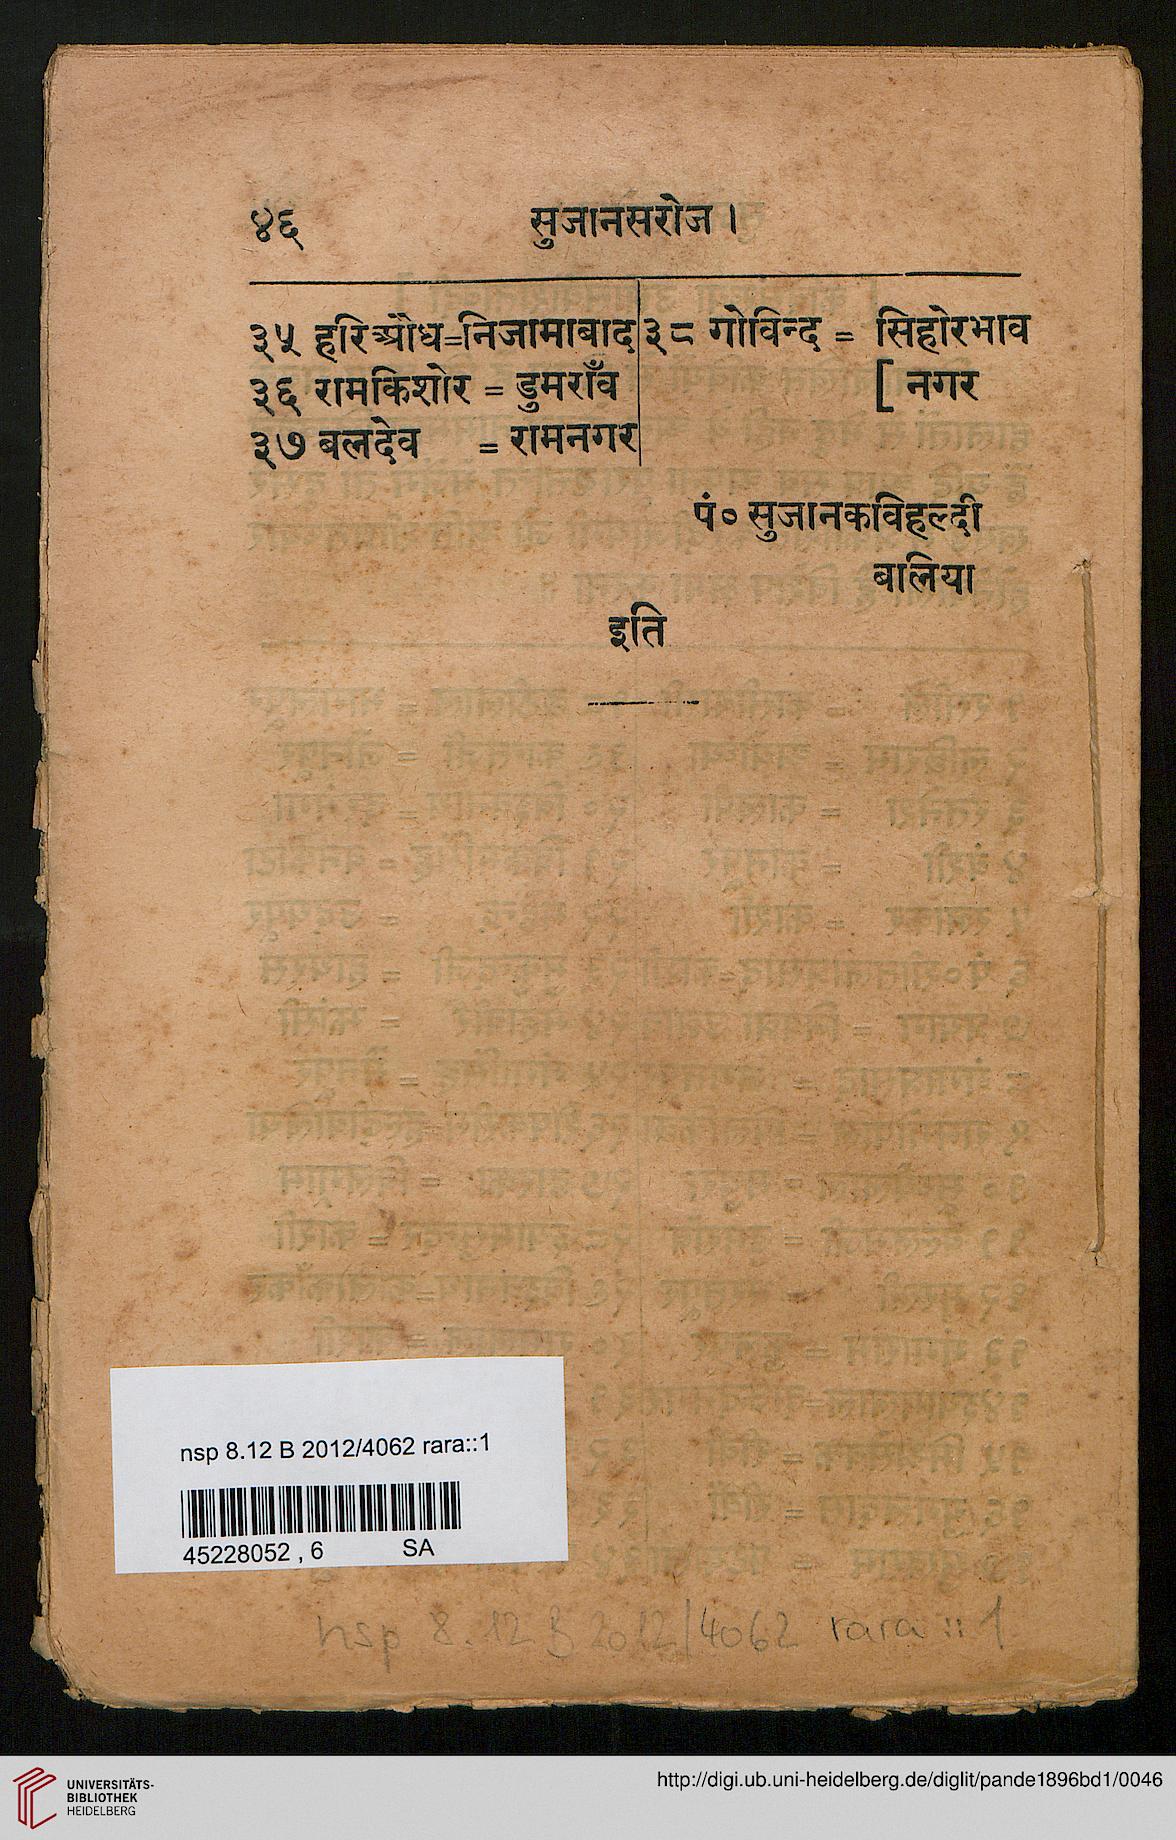 ४६ सुजानसरोज ।
३५ हरिऔध=निजामाबाद
३६ रामकिशोर = डुमराँव
३७ बलदेव = रामनगर
३८ गोविन्द = सिहोरभाव
[ नगर
पं० सुजानकविहल्दी
बालिया
इति
nsp 8.12 B 2012/4062 rara::1
45228052 , 6 SA
nsp 8.12 B 2012/4062 rara :: 1
UNIVERSITÄTS-
BIBLIOTHEK
HEIDELBERG
http://digi.ub.uni-heidelberg.de/diglit/pande1896bd1/0046